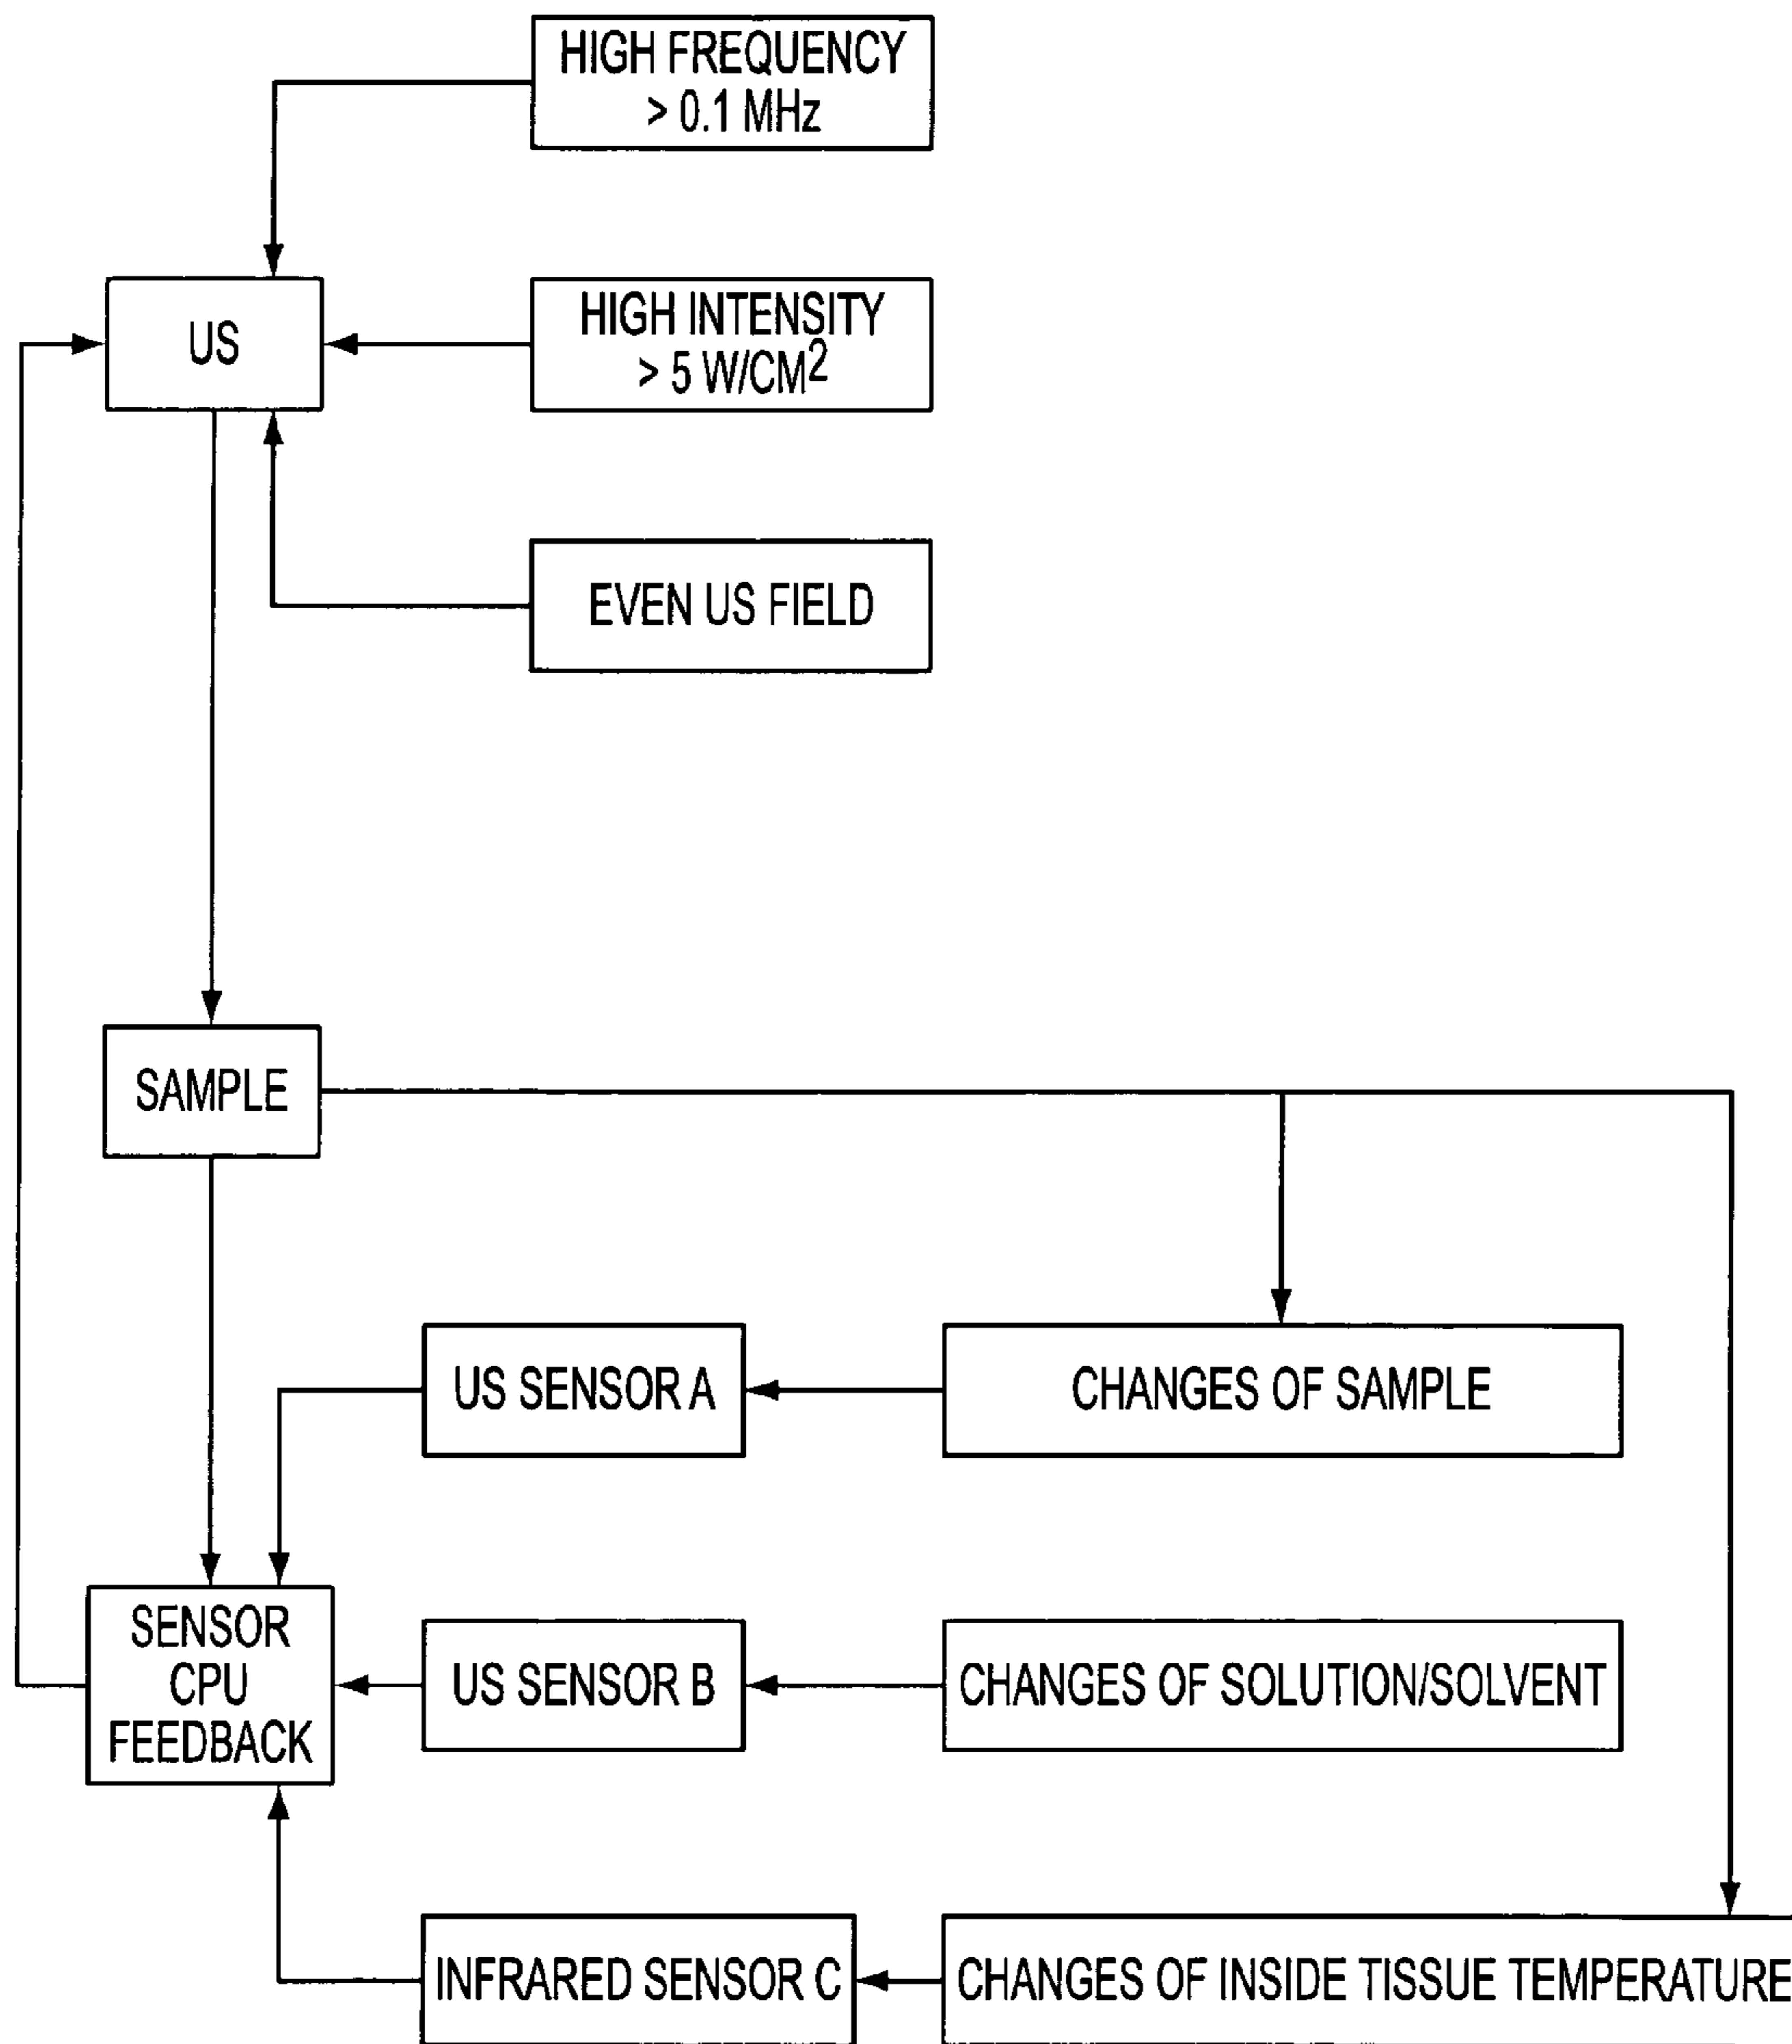 HIGH FREQUENCY
> 0.1 MHz
US
HIGH INTENSITY
> 5 W/CM²
EVEN US FIELD
SAMPLE
US SENSOR A
CHANGES OF SAMPLE
SENSOR
CPU
FEEDBACK
US SENSOR B
CHANGES OF SOLUTION/SOLVENT
INFRARED SENSOR C
CHANGES OF INSIDE TISSUE TEMPERATURE